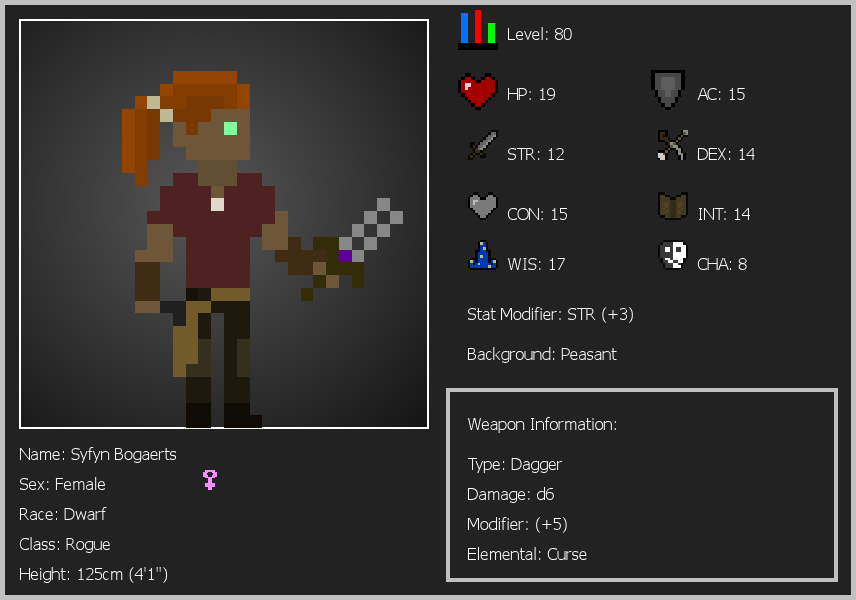 Level: 80
HP: 19
AC: 15
STR: 12
DEX: 14
CON: 15
INT: 14
WIS: 17
CHA: 8
Stat Modifier: STR (+3)
Background: Peasant
Weapon Information:
Type: Dagger
Damage: d6
Modifier: (+5)
Elemental: Curse
Name: Syfyn Bogaerts
Sex: Female
Race: Dwarf
Class: Rogue
Height: 125cm (4'1")